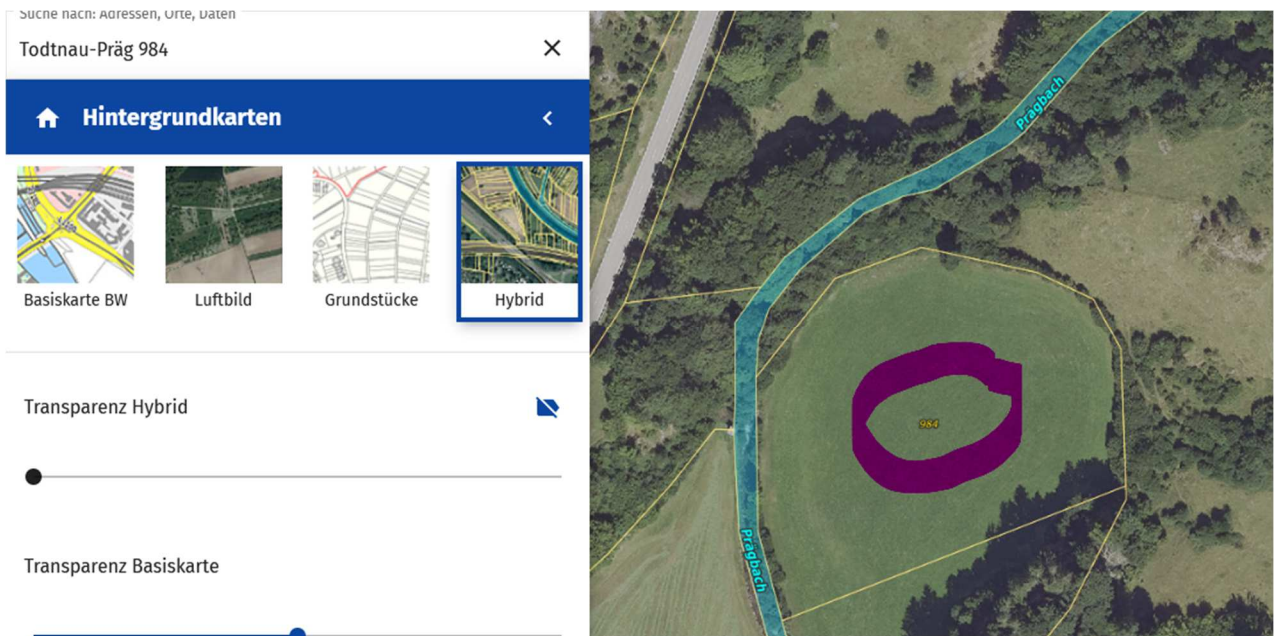 Suche nach: Adressen, Orte, Daten
Todtnau-Präg 984
Hintergrundkarten
Basiskarte BW
Luftbild
Grundstücke
Hybrid
Transparenz Hybrid
Transparenz Basiskarte
Prägbach
984
Prägbach